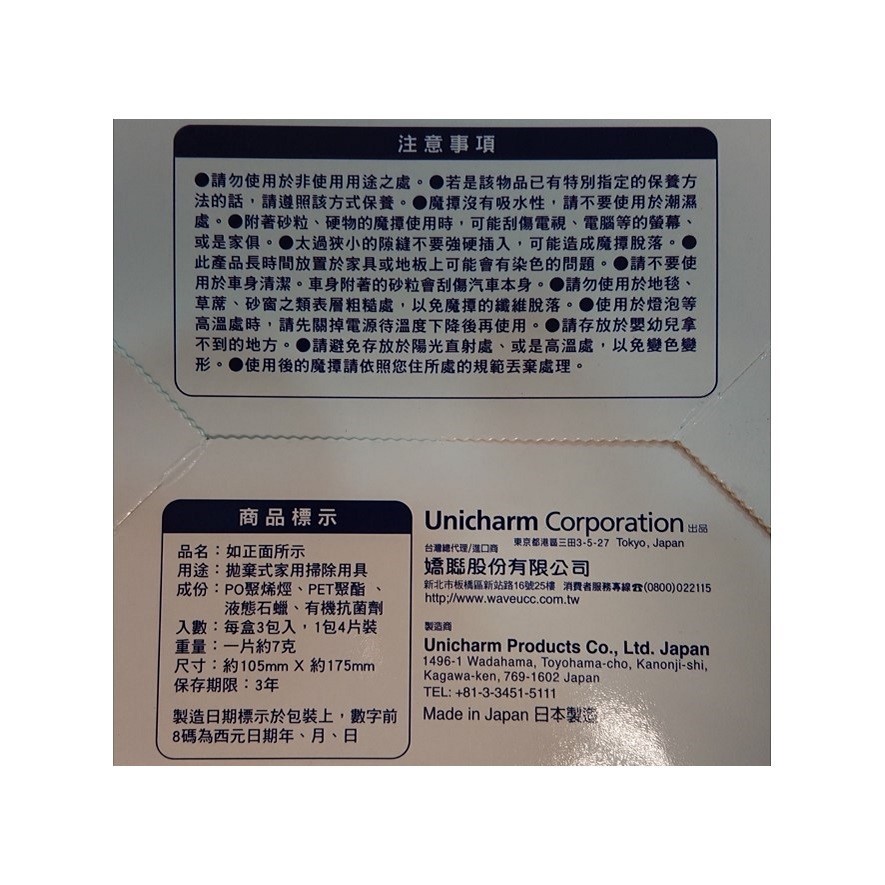 注意事項
●請勿使用於非使用用途之處。●若是該物品已有特別指定的保養方
法的話，請遵照該方式保養。●魔撢沒有吸水性，請不要使用於潮濕
處。●附著砂粒、硬物的魔撢使用時，可能刮傷電視、電腦等的螢幕、
或是家俱。●太過狹小的隙縫不要強硬插入，可能造成魔撢脫落。●
此產品長時間放置於家具或地板上可能會有染色的問題。●請不要使
用於車身清潔。車身附著的砂粒會刮傷汽車本身。●請勿使用於地毯、
草蓆、砂窗之類表層粗糙處，以免魔撢的纖維脫落。●使用於燈泡等
高溫處時，請先關掉電源待溫度下降後再使用。●請存放於嬰幼兒拿
不到的地方。●請避免存放於陽光直射處、或是高溫處，以免變色變
形。●使用後的魔撢請依照您住所處的規範丟棄處理。
商品標示
品名：如正面所示
用途：拋棄式家用掃除用具
成份：PO聚烯烴、PET聚酯、
液態石蠟、有機抗菌劑
入數：每盒3包入，1包4片裝
重量：一片約7克
尺寸：約105mm X 約175mm
保存期限：3年
製造日期標示於包裝上，數字前
8碼為西元日期年、月、日
Unicharm Corporation 出品
東京都港區三田3-5-27 Tokyo, Japan
台灣總代理/進口商
嬌聯股份有限公司
新北市板橋區新站路16號25樓 消費者服務專線☎(0800)022115
http://www.waveucc.com.tw
製造商
Unicharm Products Co., Ltd. Japan
1496-1 Wadahama, Toyohama-cho, Kanonji-shi,
Kagawa-ken, 769-1602 Japan
TEL: +81-3-3451-5111
Made in Japan 日本製造